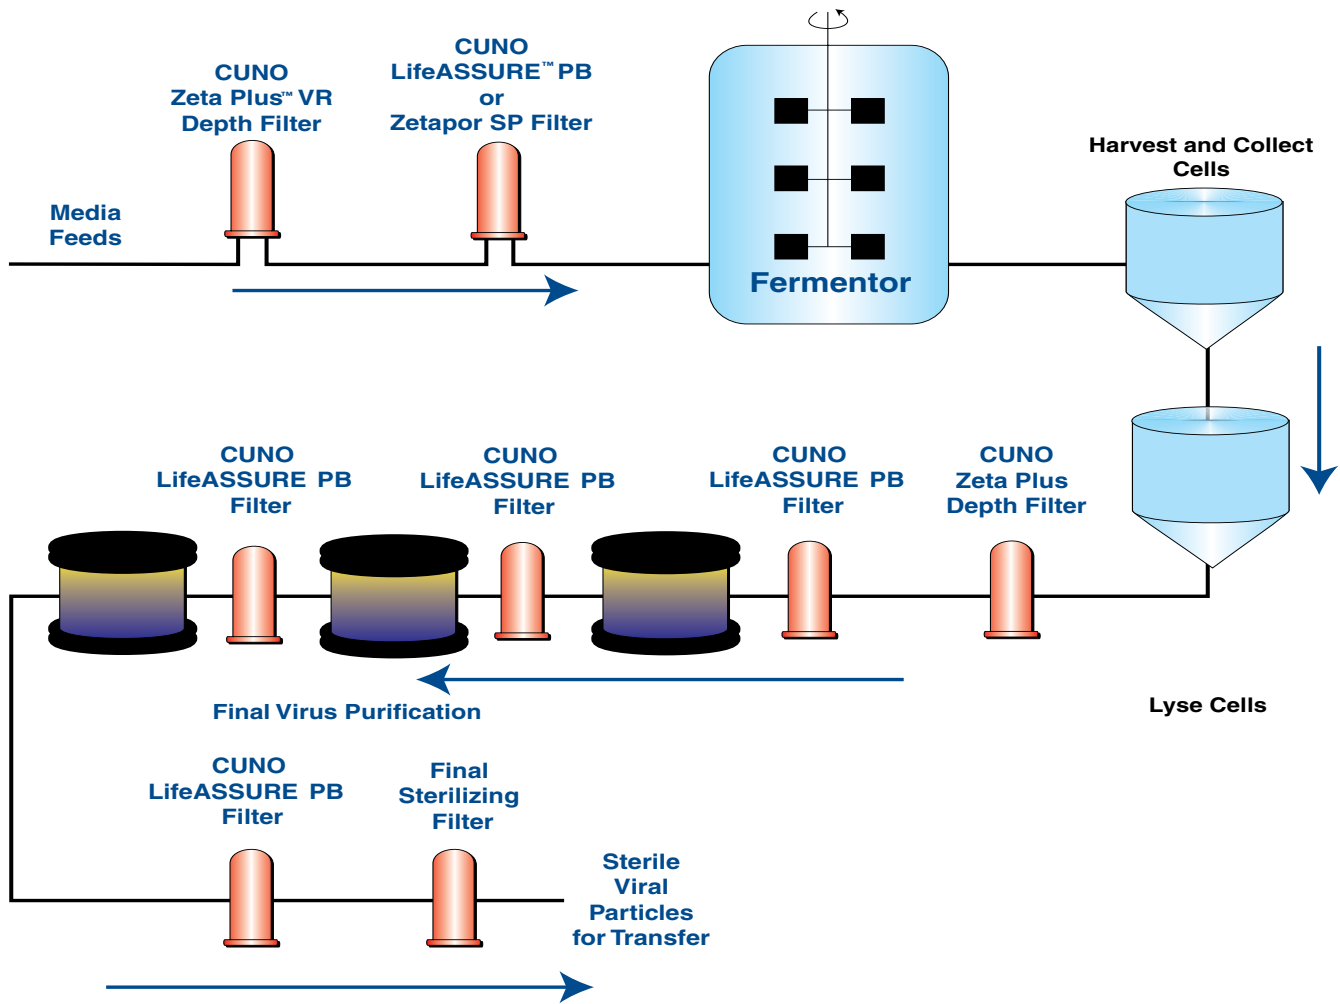 CUNO
Zeta Plus™ VR
Depth Filter
CUNO
LifeASSURE™ PB
or
Zetapor SP Filter
Harvest and Collect
Cells
Media
Feeds
Fermentor
CUNO
LifeASSURE PB
Filter
CUNO
LifeASSURE PB
Filter
CUNO
LifeASSURE PB
Filter
CUNO
Zeta Plus
Depth Filter
Final Virus Purification
Lyse Cells
CUNO
LifeASSURE PB
Filter
Final
Sterilizing
Filter
Sterile
Viral
Particles
for Transfer